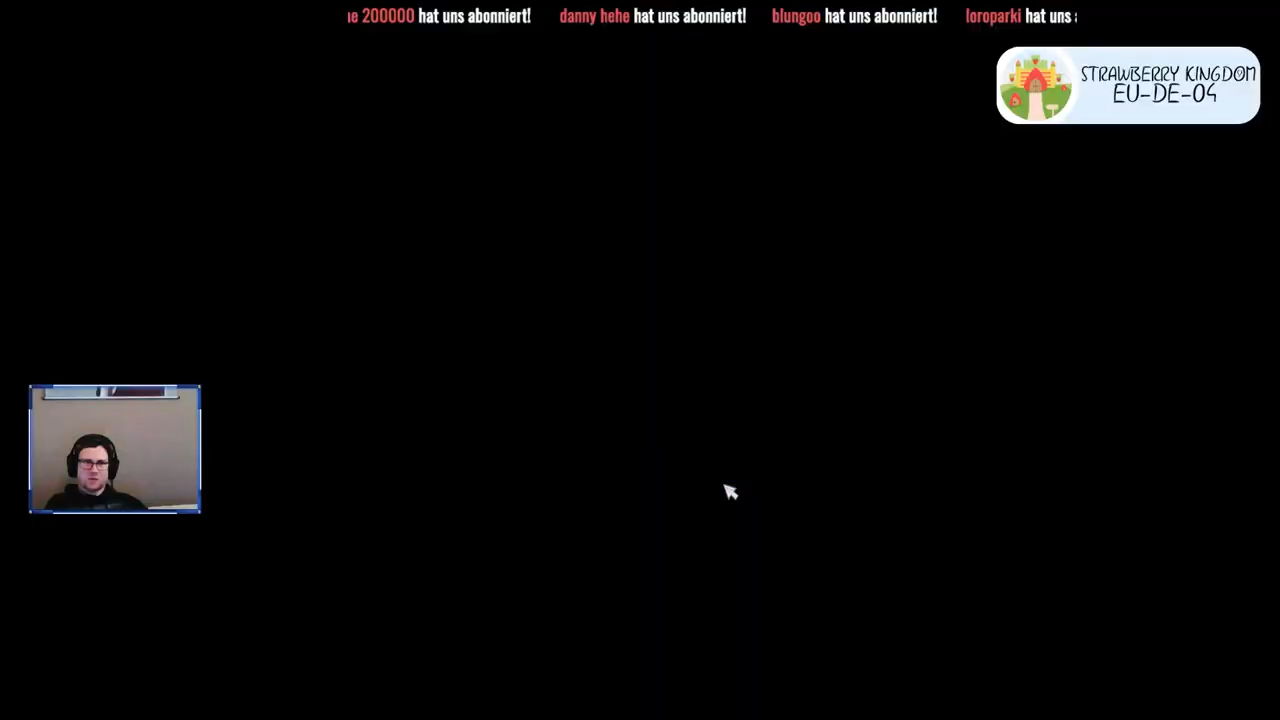 200000 hat uns abonniert! danny hehe hat uns abonniert! blungoo hat uns abonniert! loroparki hat uns
STRAWBERRY KINGDOM
EU-DE-04